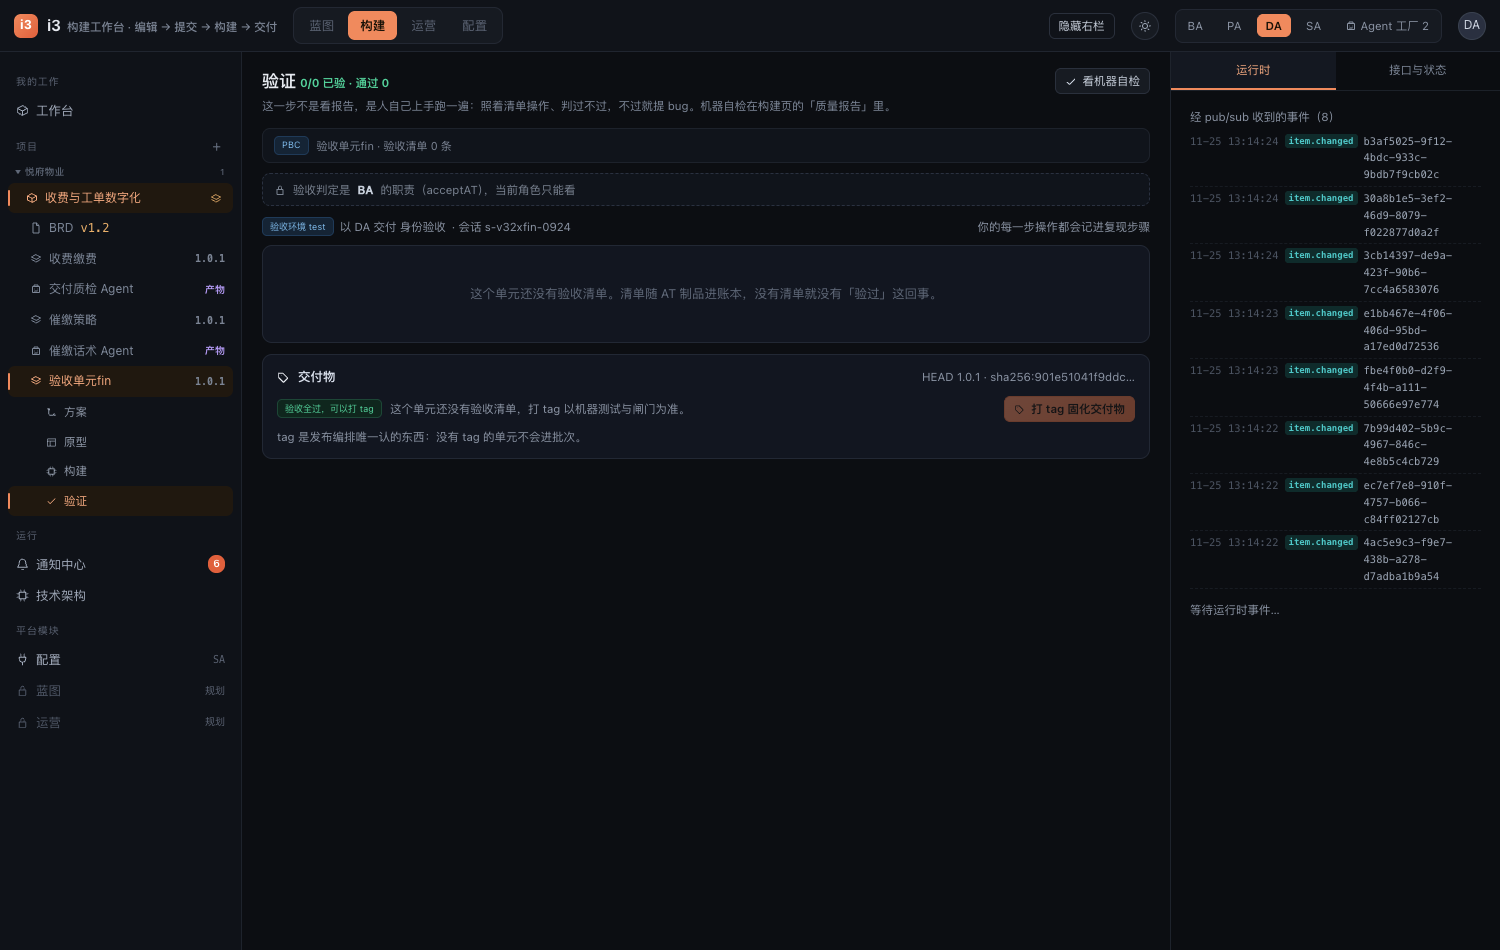 i3 i3 构建工作台 · 编辑 → 提交 → 构建 → 交付 蓝图 构建 运营 配置 隐藏右栏 BA PA DA SA Agent 工厂 2 DA
我的工作
工作台
项目 +
悦府物业 1
收费与工单数字化
BRD v1.2
收费缴费 1.0.1
交付质检 Agent 产物
催缴策略 1.0.1
催缴话术 Agent 产物
验收单元fin 1.0.1
方案
原型
构建
验证
运行
通知中心 6
技术架构
平台模块
配置 SA
蓝图 规划
运营 规划
验证 0/0 已验 · 通过 0 看机器自检
这一步不是看报告，是人自己上手跑一遍：照着清单操作、判过不过，不过就提 bug。机器自检在构建页的「质量报告」里。
PBC 验收单元fin · 验收清单 0 条
验收判定是 BA 的职责（acceptAT），当前角色只能看
验收环境 test 以 DA 交付 身份验收 · 会话 s-v32xfin-0924 你的每一步操作都会记进复现步骤
这个单元还没有验收清单。清单随 AT 制品进账本，没有清单就没有「验过」这回事。
交付物 HEAD 1.0.1 · sha256:901e51041f9ddc...
验收全过，可以打 tag 这个单元还没有验收清单，打 tag 以机器测试与闸门为准。 打 tag 固化交付物
tag 是发布编排唯一认的东西：没有 tag 的单元不会进批次。
运行时 接口与状态
经 pub/sub 收到的事件（8）
11-25 13:14:24 item.changed b3af5025-9f12-
4bdc-933c-
9bdb7f9cb02c
11-25 13:14:24 item.changed 30a8b1e5-3ef2-
46d9-8079-
f022877d0a2f
11-25 13:14:24 item.changed 3cb14397-de9a-
423f-90b6-
7cc4a6583076
11-25 13:14:23 item.changed e1bb467e-4f06-
406d-95bd-
a17ed0d72536
11-25 13:14:23 item.changed fbe4f0b0-d2f9-
4f4b-a111-
50666e97e774
11-25 13:14:22 item.changed 7b99d402-5b9c-
4967-846c-
4e8b5c4cb729
11-25 13:14:22 item.changed ec7ef7e8-910f-
4757-b066-
c84ff02127cb
11-25 13:14:22 item.changed 4ac5e9c3-f9e7-
438b-a278-
d7adba1b9a54
等待运行时事件...